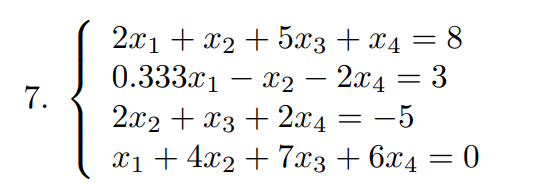 2x₁ + x₂ + 5x₃ + x₄ = 8
0.333x₁ − x₂ − 2x₄ = 3
7.
2x₂ + x₃ + 2x₄ = −5
x₁ + 4x₂ + 7x₃ + 6x₄ = 0